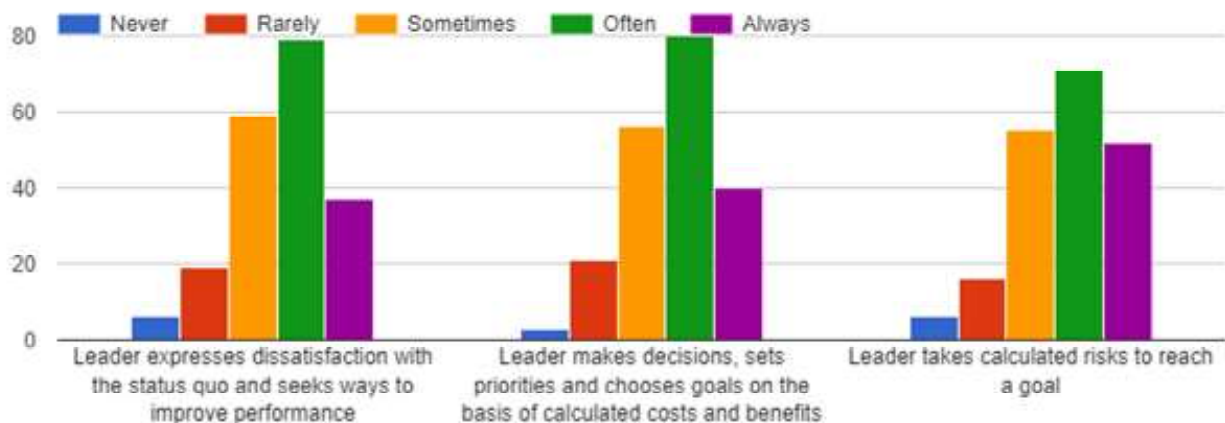 Never Rarely Sometimes Often Always
80
60
40
20
0
Leader expresses dissatisfaction with
the status quo and seeks ways to
improve performance
Leader makes decisions, sets
priorities and chooses goals on the
basis of calculated costs and benefits
Leader takes calculated risks to reach
a goal